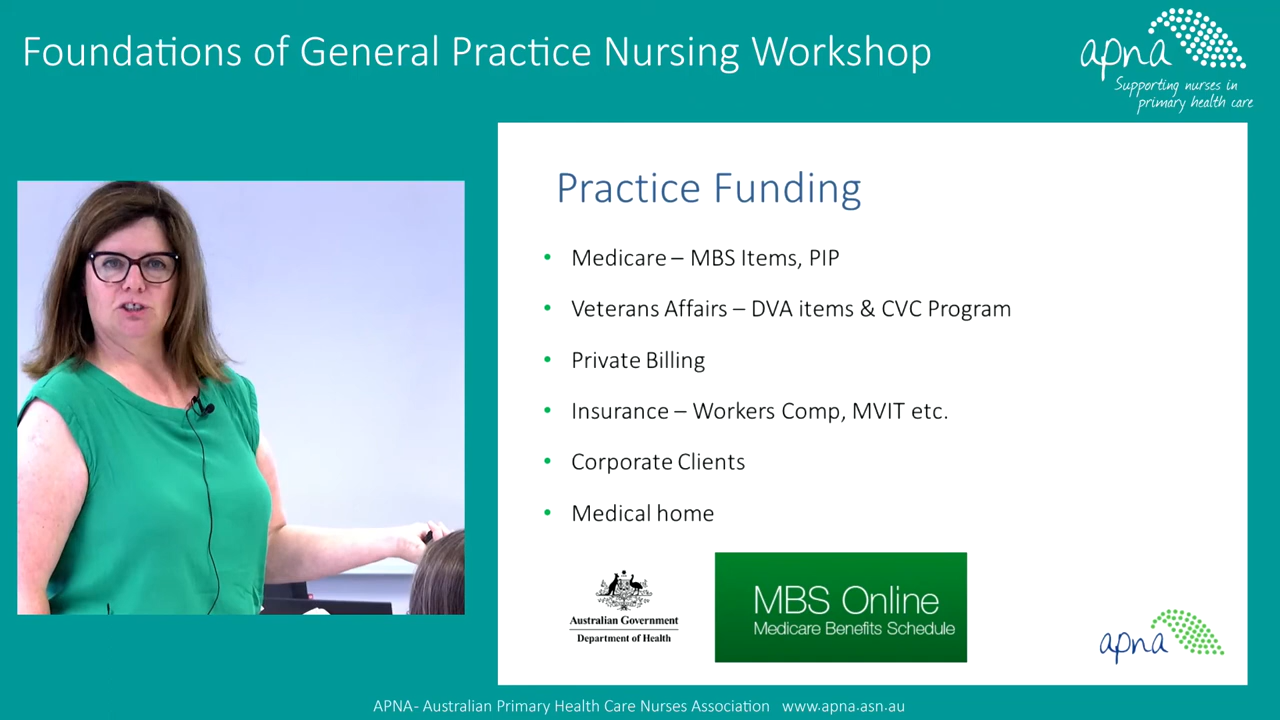 Foundations of General Practice Nursing Workshop
apna
Supporting nurses in
primary health care
Practice Funding
• Medicare – MBS Items, PIP
• Veterans Affairs – DVA items & CVC Program
• Private Billing
• Insurance – Workers Comp, MVIT etc.
• Corporate Clients
• Medical home
Australian Government
Department of Health
MBS Online
Medicare Benefits Schedule
apna
APNA- Australian Primary Health Care Nurses Association www.apna.asn.au